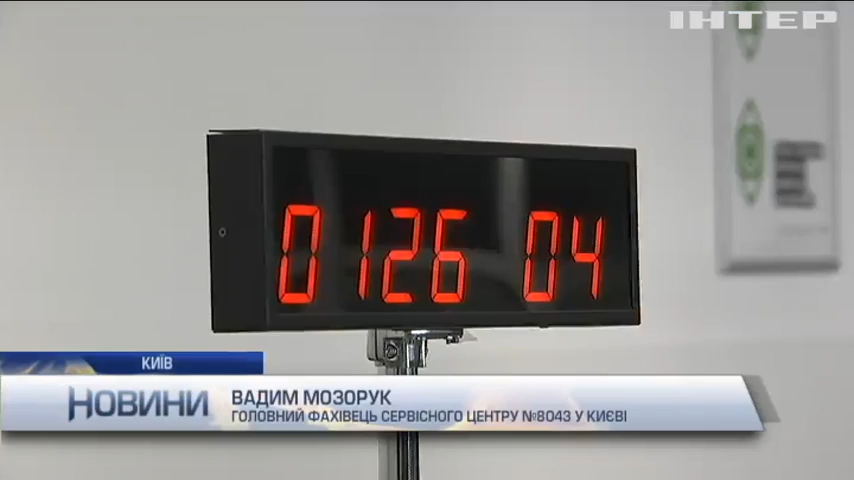 ІНТЕР
0126 04
КИЇВ
НОВИНИ
ВАДИМ МОЗОРУК
ГОЛОВНИЙ ФАХІВЕЦЬ СЕРВІСНОГО ЦЕНТРУ №8043 У КИЄВІ